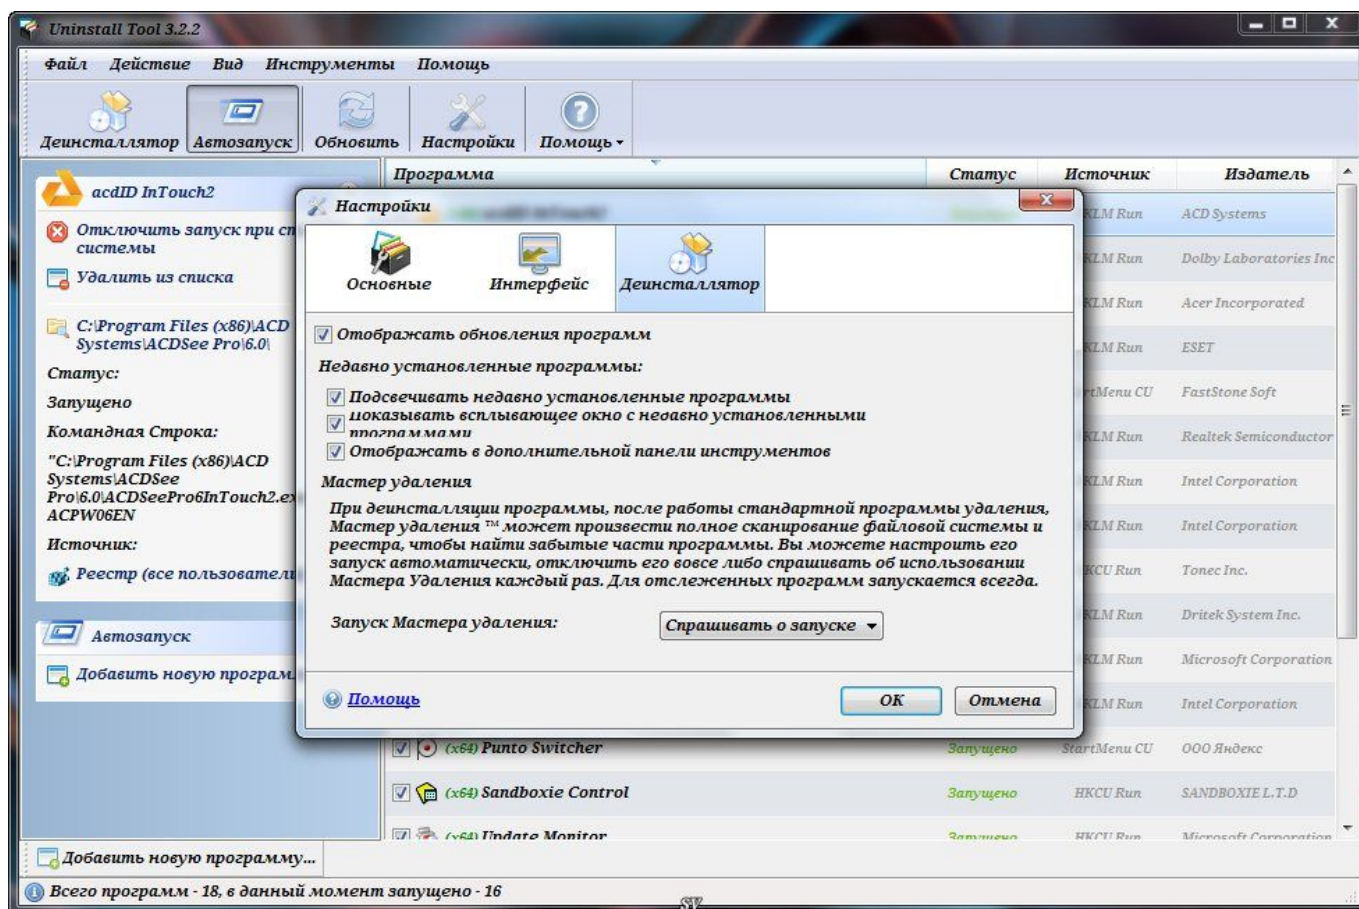 Uninstall Tool 3.2.2
Файл Действие Вид Инструменты Помощь
Деинсталлятор Автозапуск Обновить Настройки Помощь
acdID InTouch2
Отключить запуск при
системы
Удалить из списка
C:\Program Files (x86)\ACD
Systems\ACDSee Pro\6.0\
Статус:
Запущено
Командная Строка:
"C:\Program Files (x86)\ACD
Systems\ACDSee
Pro\6.0\ACDSeePro6InTouch2.ex
ACPW06EN
Источник:
Реестр (все пользователи
Автозапуск
Добавить новую програм
Программа Статус Источник Издатель
KLM Run ACD Systems
KLM Run Dolby Laboratories Inc
KLM Run Acer Incorporated
KLM Run ESET
rtMenu CU FastStone Soft
KLM Run Realtek Semiconductor
KLM Run Intel Corporation
KLM Run Intel Corporation
KCU Run Tonec Inc.
KLM Run Dritek System Inc.
KLM Run Microsoft Corporation
KLM Run Intel Corporation
(x64) Punto Switcher Запущено StartMenu CU ООО Яндекс
(x64) Sandboxie Control Запущено HKCU Run SANDBOXIE L.T.D
(x64) Update Monitor Запущено HKCU Run Microsoft Corporation
Настройки
Основные Интерфейс Деинсталлятор
Отображать обновления программ
Недавно установленные программы:
Подсвечивать недавно установленные программы
Показывать всплывающее окно с недавно установленными
программами
Отображать в дополнительной панели инструментов
Мастер удаления
При деинсталляции программы, после работы стандартной программы удаления,
Мастер удаления ™ может произвести полное сканирование файловой системы и
реестра, чтобы найти забытые части программы. Вы можете настроить его
запуск автоматически, отключить его вовсе либо спрашивать об использовании
Мастера Удаления каждый раз. Для отслеженных программ запускается всегда.
Запуск Мастера удаления: Спрашивать о запуске
Помощь ОК Отмена
Добавить новую программу...
Всего программ - 18, в данный момент запущено - 16
SV